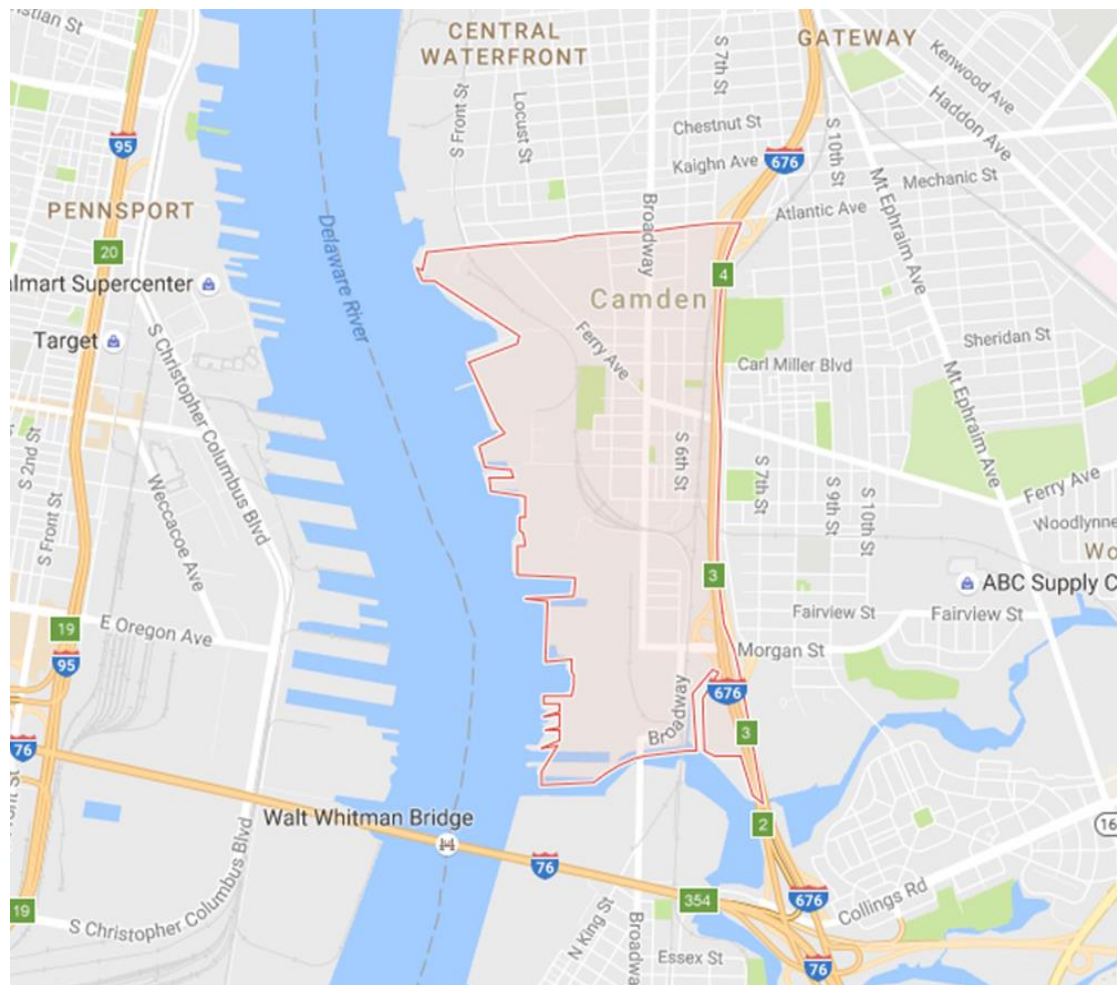 stian St
CENTRAL
WATERFRONT
GATEWAY
S 7th St
Kenwood Ave
Haddon Ave
S Front St
Locust St
Chestnut St
S 10th St
95
Kaighn Ave
676
Mechanic St
Mt Ephraim Ave
PENNSPORT
Broadway
Atlantic Ave
20
Delaware River
4
almart Supercenter
Camden
Target
Ferry Ave
Sheridan St
S Christopher Columbus Blvd
Carl Miller Blvd
Mt Ephraim Ave
S 2nd St
S 6th St
S 7th St
S 9th St
S 10th St
Ferry Ave
S Front St
Weccacoe Ave
Woodlynne
Wo
3
ABC Supply C
19
E Oregon Ave
Fairview St
Fairview St
95
Morgan St
676
Broadway
3
76
ont St
Walt Whitman Bridge
2
16
76
S Christopher Columbus Blvd
354
676
Collings Rd
19
N King St
Broadwa
Essex St
76